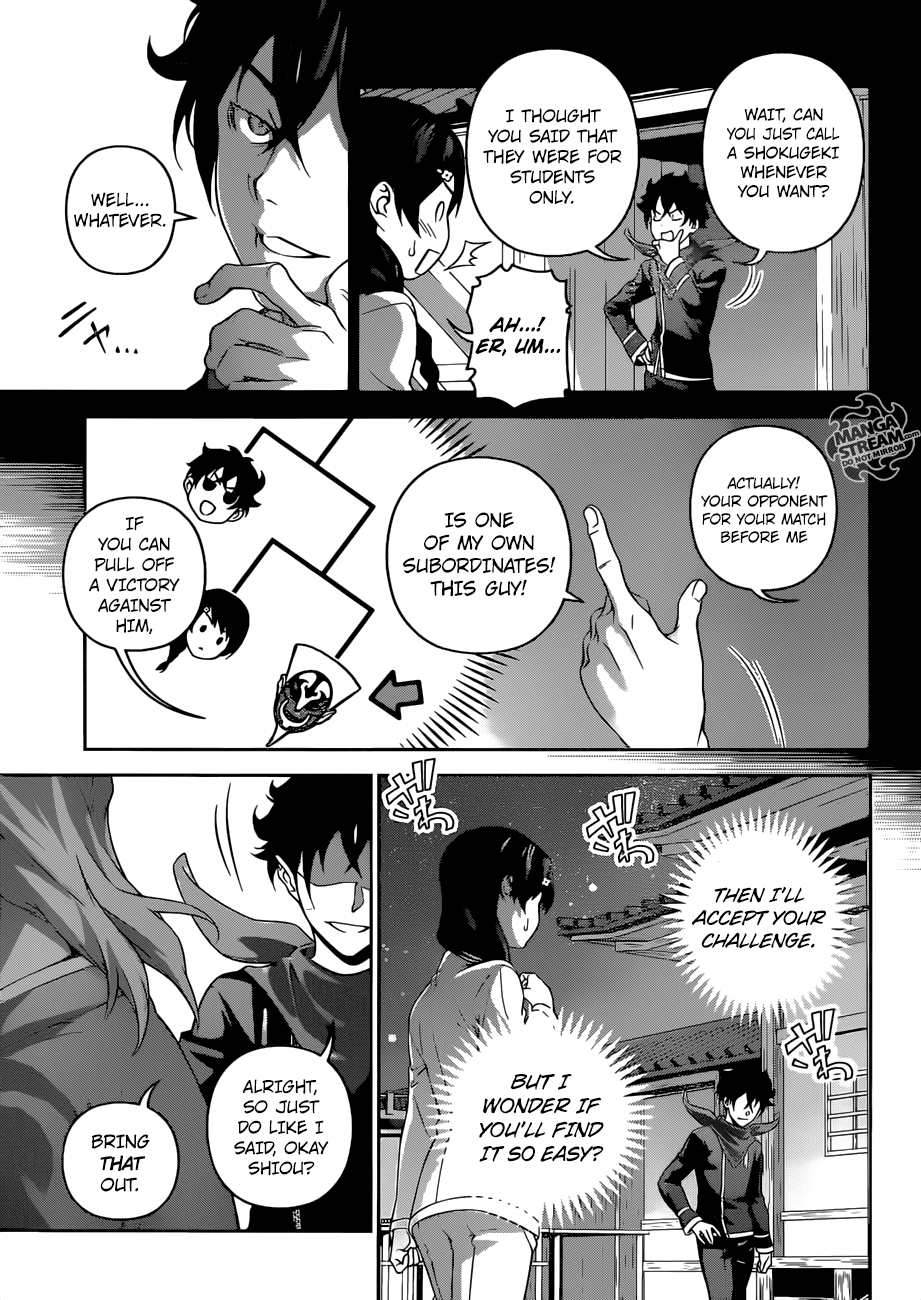 WAIT, CAN
YOU JUST CALL
A SHOKUGEKI
WHENEVER
YOU WANT?
I THOUGHT
YOU SAID THAT
THEY WERE FOR
STUDENTS
ONLY.
AH...!
ER, UM...
WELL...
WHATEVER.
ニャ...
MANGA
STREAM.com
DO NOT MIRROR
ACTUALLY!
YOUR OPPONENT
FOR YOUR MATCH
BEFORE ME
IS ONE
OF MY OWN
SUBORDINATES!
THIS GUY!
IF
YOU CAN
PULL OFF
A VICTORY
AGAINST
HIM,
THEN I'LL
ACCEPT YOUR
CHALLENGE.
ざわ
ざわ
ざわ
BUT I
WONDER IF
YOU'LL FIND
IT SO EASY?
ALRIGHT,
SO JUST
DO LIKE I
SAID, OKAY
SHIOU?
BRING
THAT
OUT.